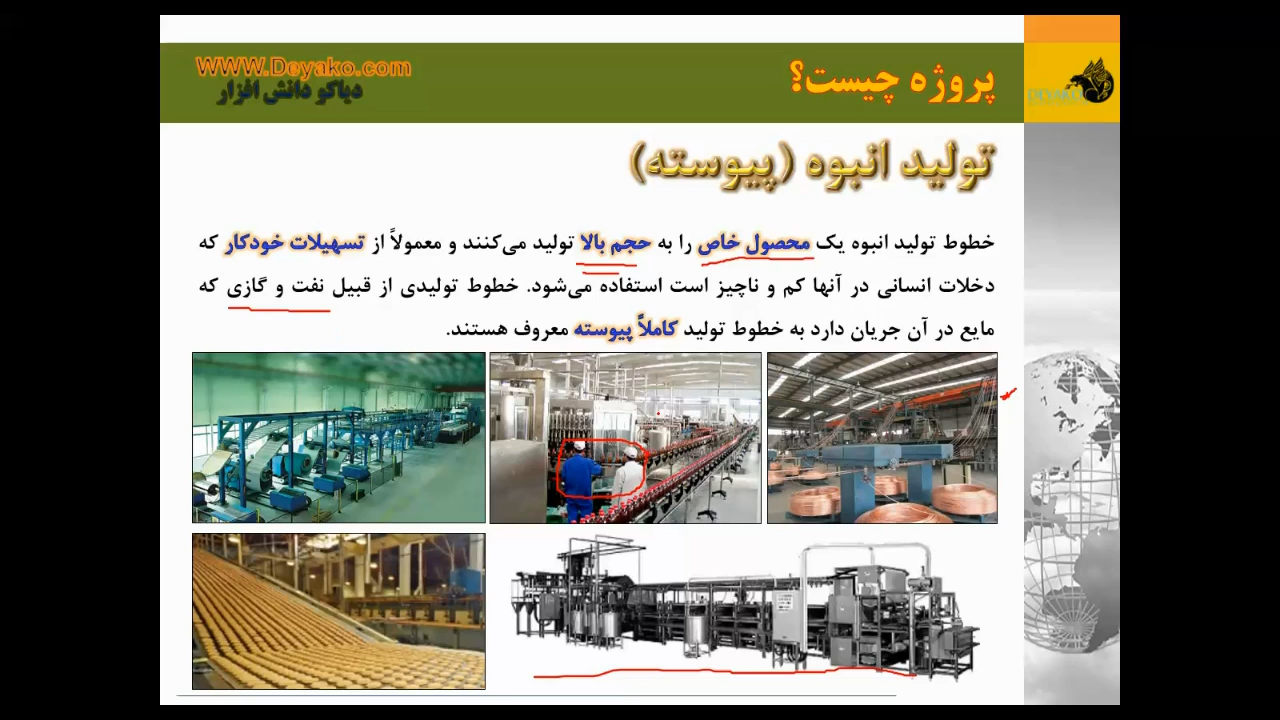 پروژه چیست؟
WWW.Deyako.com
دیاکو دانش افزار
DEYAKO
تولید انبوه (پیوسته)
خطوط تولید انبوه یک محصول خاص را به حجم بالا تولید می‌کنند و معمولاً از تسهیلات خودکار که
دخلات انسانی در آنها کم و ناچیز است استفاده می‌شود. خطوط تولیدی از قبیل نفت و گازی که
مایع در آن جریان دارد به خطوط تولید کاملاً پیوسته معروف هستند.